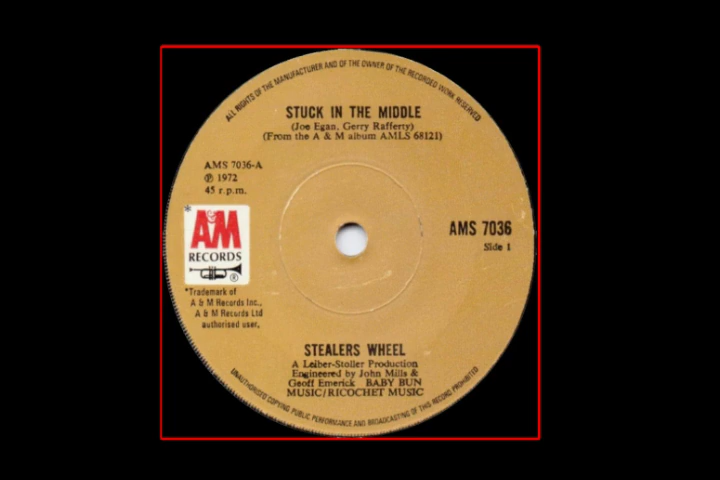 ALL RIGHTS OF THE MANUFACTURER AND OF THE OWNER OF THE RECORDED WORK RESERVED
STUCK IN THE MIDDLE
(Joe Egan, Gerry Rafferty)
(From the A & M album AMLS 68121)
AMS 7036-A
℗ 1972
45 r.p.m.
*
A&M
RECORDS
®
*Trademark of
A & M Records Inc.,
A & M Records Ltd
authorised user.
AMS 7036
Side 1
STEALERS WHEEL
A Leiber-Stoller Production
Engineered by John Mills &
Geoff Emerick BABY BUN
MUSIC/RICOCHET MUSIC
UNAUTHORISED COPYING PUBLIC PERFORMANCE AND BROADCASTING OF THIS RECORD PROHIBITED